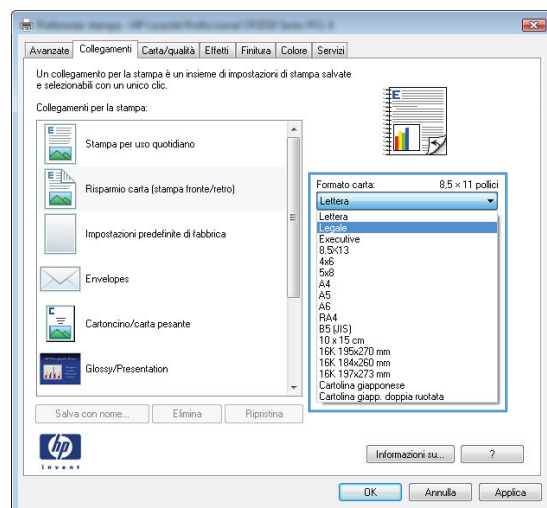 Avanzate Collegamenti Carta/qualità Effetti Finitura Colore Servizi
Un collegamento per la stampa è un insieme di impostazioni di stampa salvate
e selezionabili con un unico clic.
Collegamenti per la stampa:
Stampa per uso quotidiano
Risparmio carta (stampa fronte/retro)
Impostazioni predefinite di fabbrica
Envelopes
Cartoncino/carta pesante
Glossy/Presentation
Salva con nome... Elimina Ripristina
E
Formato carta: 8,5 × 11 pollici
Lettera
Lettera
Legale
Executive
8.5X13
4x6
5x8
A4
A5
A6
RA4
B5 (JIS)
10 x 15 cm
16K 195x270 mm
16K 184x260 mm
16K 197x273 mm
Cartolina giapponese
Cartolina giapp. doppia ruotata
hp
invent
Informazioni su... ?
OK Annulla Applica